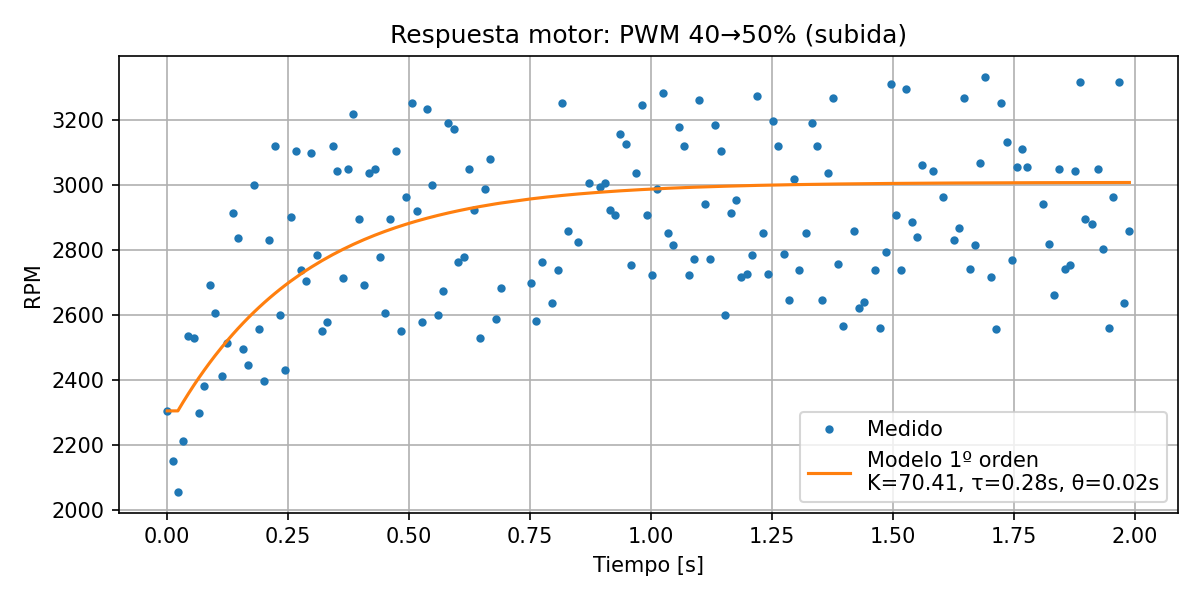 Respuesta motor: PWM 40→50% (subida)
RPM
3200
3000
2800
2600
2400
2200
2000
Medido
Modelo 1º orden
K=70.41, τ=0.28s, θ=0.02s
0.00 0.25 0.50 0.75 1.00 1.25 1.50 1.75 2.00
Tiempo [s]